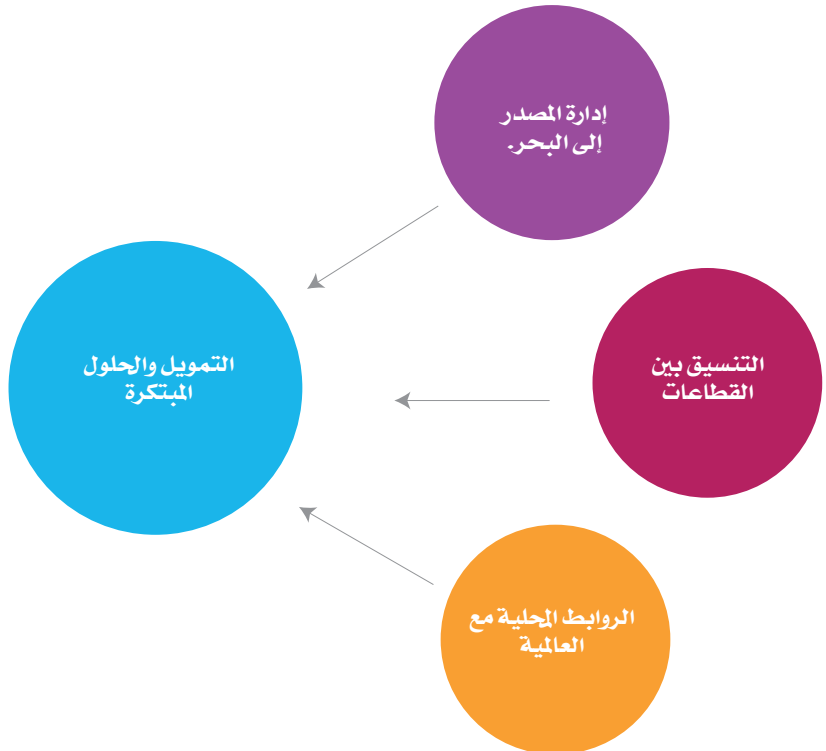 إدارة المصدر
إلى البحر.
التنسيق بين
القطاعات
التمويل والحلول
المبتكرة
الروابط المحلية مع
العالمية